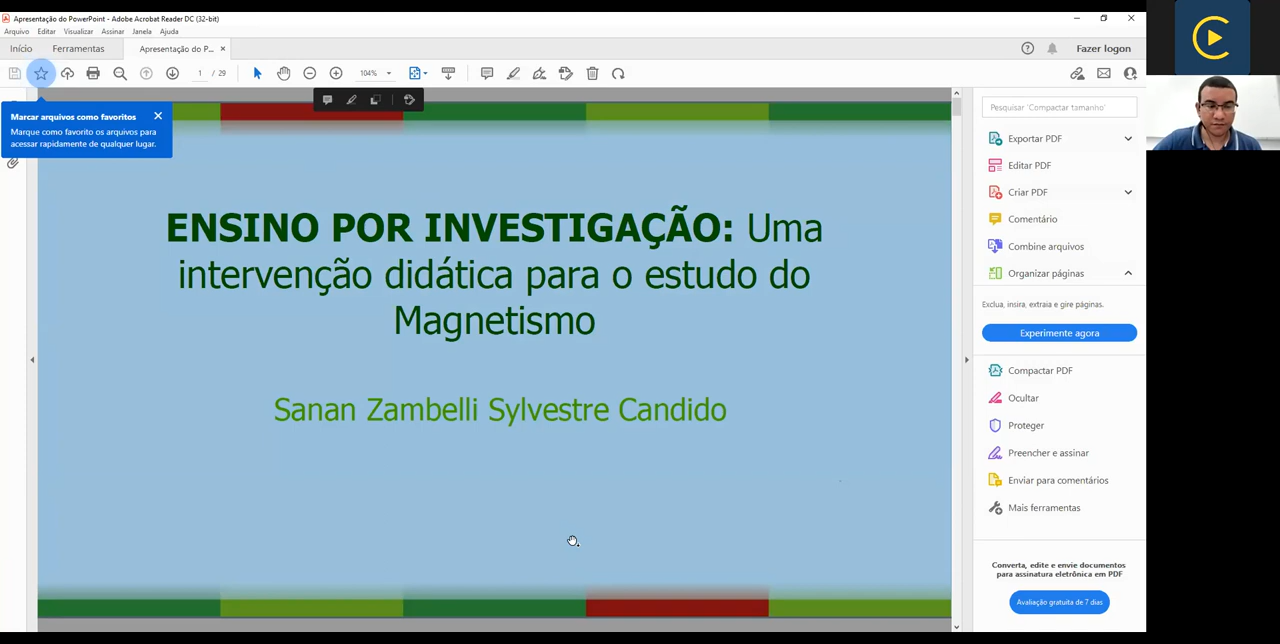 Apresentação do PowerPoint - Adobe Acrobat Reader DC (32-bit)
Arquivo Editar Visualizar Assinar Janela Ajuda
Início Ferramentas Apresentação do P... × Fazer logon
1 / 29 104%
Marcar arquivos como favoritos
Marque como favorito os arquivos para
acessar rapidamente de qualquer lugar.
ENSINO POR INVESTIGAÇÃO: Uma
intervenção didática para o estudo do
Magnetismo
Sanan Zambelli Sylvestre Candido
Pesquisar 'Compactar tamanho'
Exportar PDF
Editar PDF
Criar PDF
Comentário
Combine arquivos
Organizar páginas
Exclua, insira, extraia e gire páginas.
Experimente agora
Compactar PDF
Ocultar
Proteger
Preencher e assinar
Enviar para comentários
Mais ferramentas
Converta, edite e envie documentos
para assinatura eletrônica em PDF
Avaliação gratuita de 7 dias